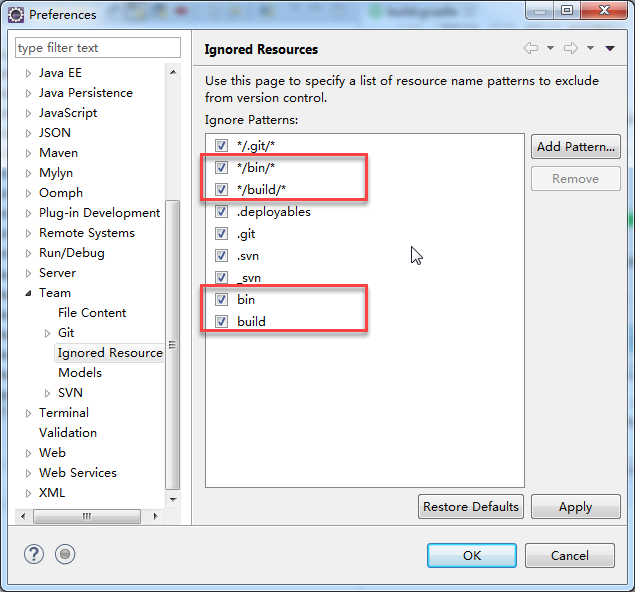 Preferences
type filter text
Java EE
Java Persistence
JavaScript
JSON
Maven
Mylyn
Oomph
Plug-in Development
Remote Systems
Run/Debug
Server
Team
File Content
Git
Ignored Resource
Models
SVN
Terminal
Validation
Web
Web Services
XML
Ignored Resources
Use this page to specify a list of resource name patterns to exclude
from version control.
Ignore Patterns:
*/.git/*
*/bin/*
*/build/*
.deployables
.git
.svn
_svn
bin
build
Add Pattern...
Remove
Restore Defaults
Apply
?
OK
Cancel